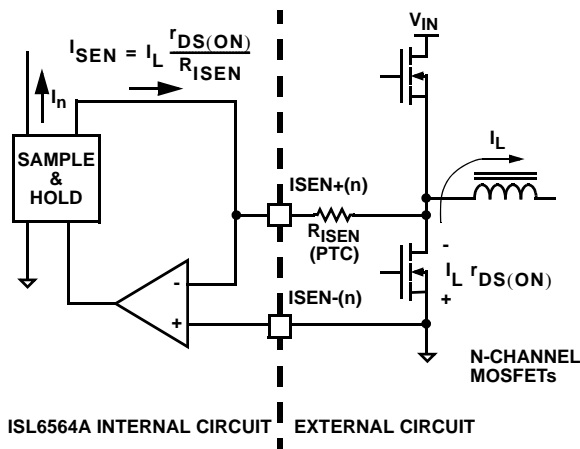 V_IN
I_SEN = I_L r_DS(ON) / R_ISEN
I_n
I_L
SAMPLE
&
HOLD
ISEN+(n)
R_ISEN
(PTC)
-
I_L r_DS(ON)
+
-
+
ISEN-(n)
N-CHANNEL
MOSFETs
ISL6564A INTERNAL CIRCUIT
EXTERNAL CIRCUIT